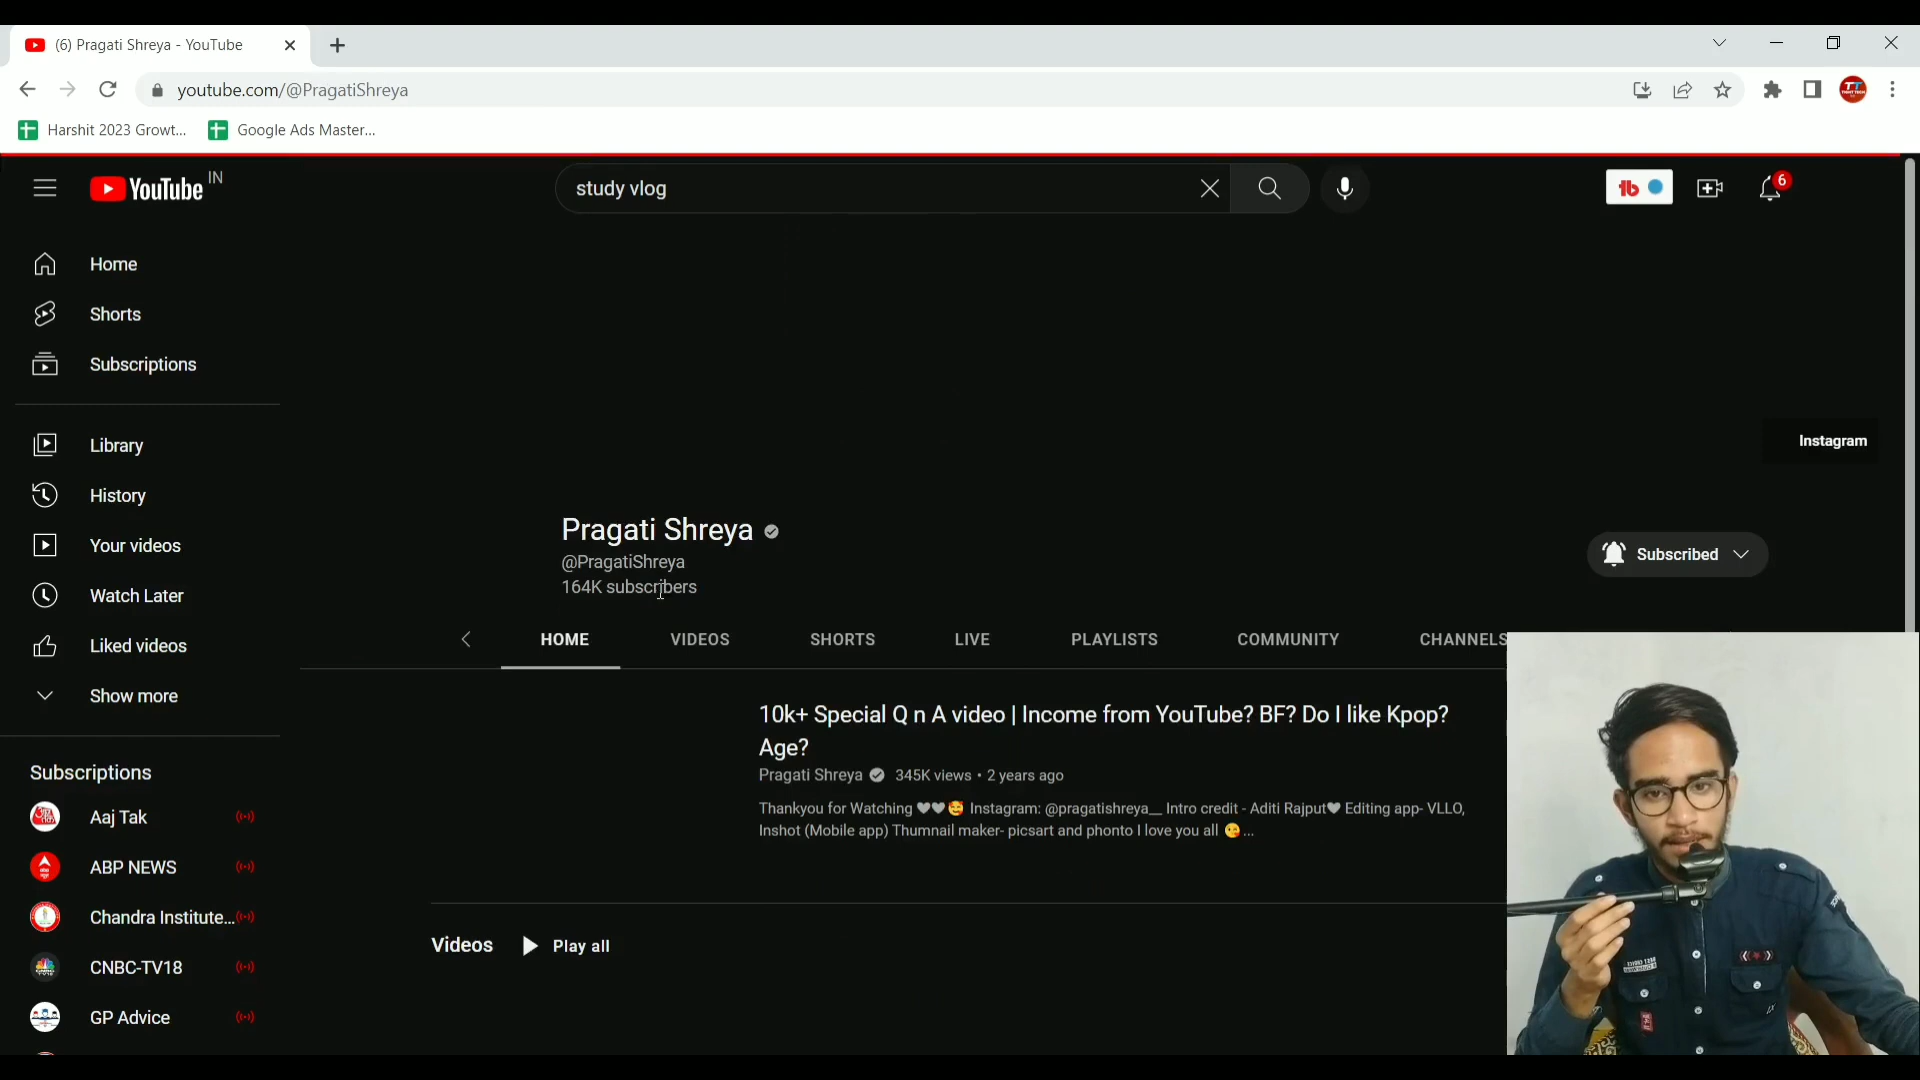 (6) Pragati Shreya - YouTube
youtube.com/@PragatiShreya
Harshit 2023 Growt... Google Ads Master...
YouTube IN
study vlog
6
Home
Shorts
Subscriptions
Library
History
Your videos
Watch Later
Liked videos
Show more
Subscriptions
Aaj Tak
ABP NEWS
Chandra Institute...
CNBC-TV18
GP Advice
Instagram
Pragati Shreya
@PragatiShreya
164K subscribers
Subscribed
HOME VIDEOS SHORTS LIVE PLAYLISTS COMMUNITY CHANNELS
10k+ Special Q n A video | Income from YouTube? BF? Do I like Kpop?
Age?
Pragati Shreya 345K views • 2 years ago
Thankyou for Watching 🖤🖤🥰 Instagram: @pragatishreya__ Intro credit - Aditi Rajput🖤 Editing app- VLLO,
Inshot (Mobile app) Thumnail maker- picsart and phonto I love you all 😘...
Videos Play all